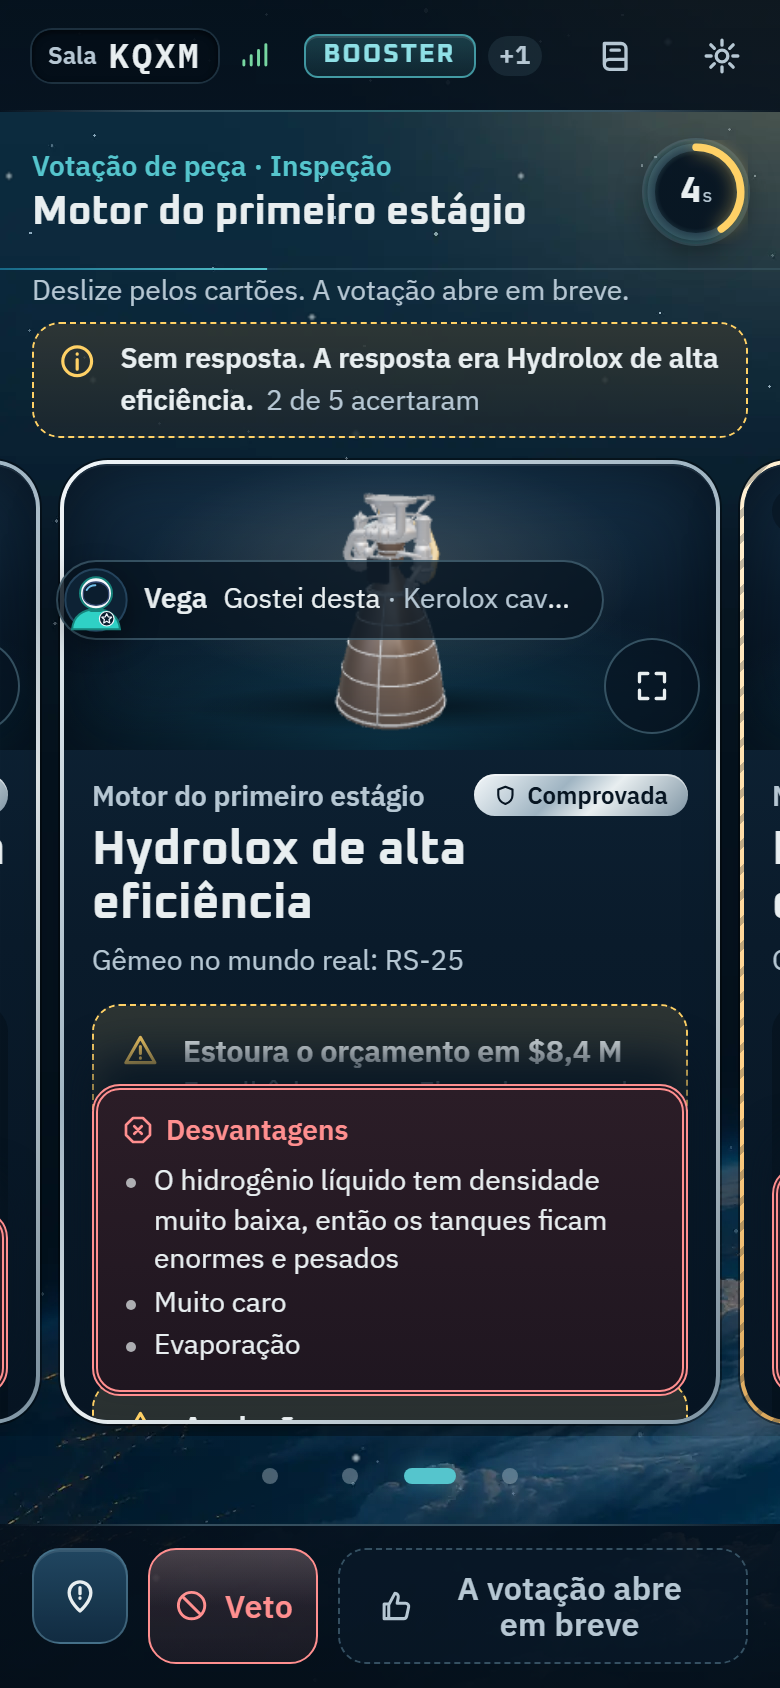 Sala KQXM BOOSTER +1
Votação de peça · Inspeção
Motor do primeiro estágio
4s
Deslize pelos cartões. A votação abre em breve.
Sem resposta. A resposta era Hydrolox de alta
eficiência. 2 de 5 acertaram
Vega Gostei desta · Kerolox cav...
Motor do primeiro estágio
Comprovada
Hydrolox de alta
eficiência
Gêmeo no mundo real: RS-25
Estoura o orçamento em $8,4 M
Desvantagens
O hidrogênio líquido tem densidade
muito baixa, então os tanques ficam
enormes e pesados
Muito caro
Evaporação
Veto
A votação abre
em breve